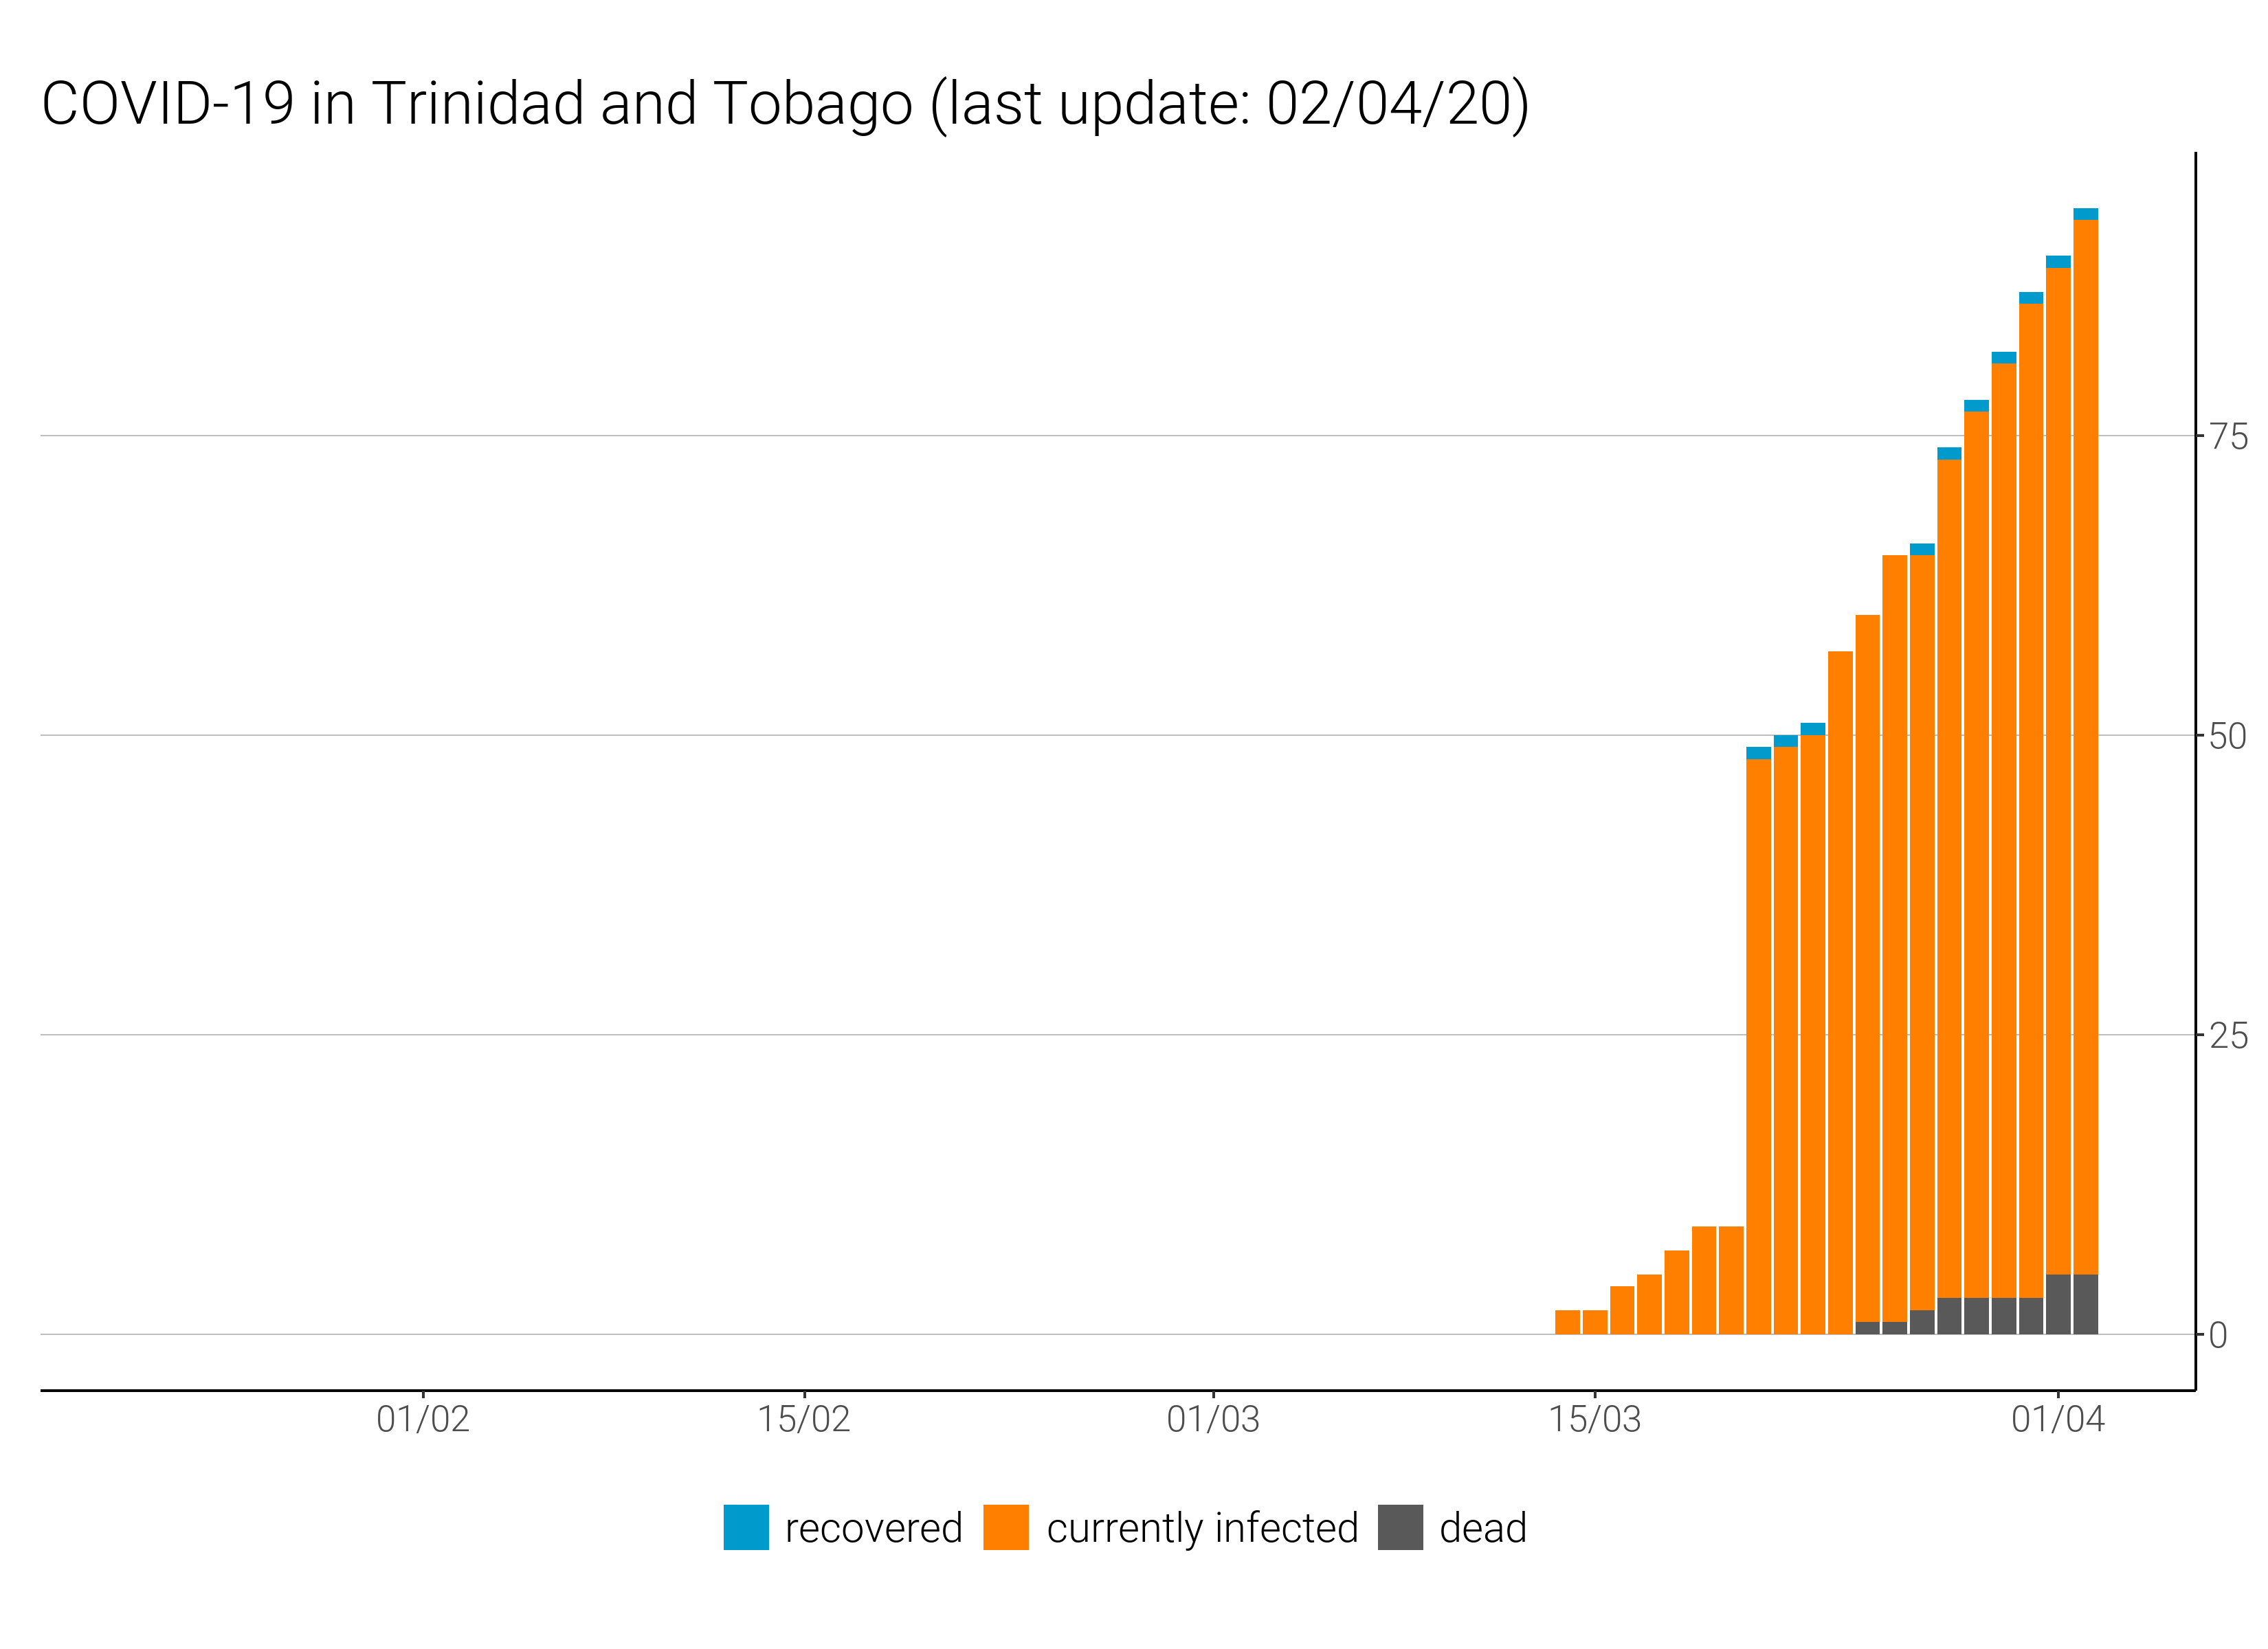 COVID-19 in Trinidad and Tobago (last update: 02/04/20)
75
50
25
0
01/02 15/02 01/03 15/03 01/04
recovered currently infected dead